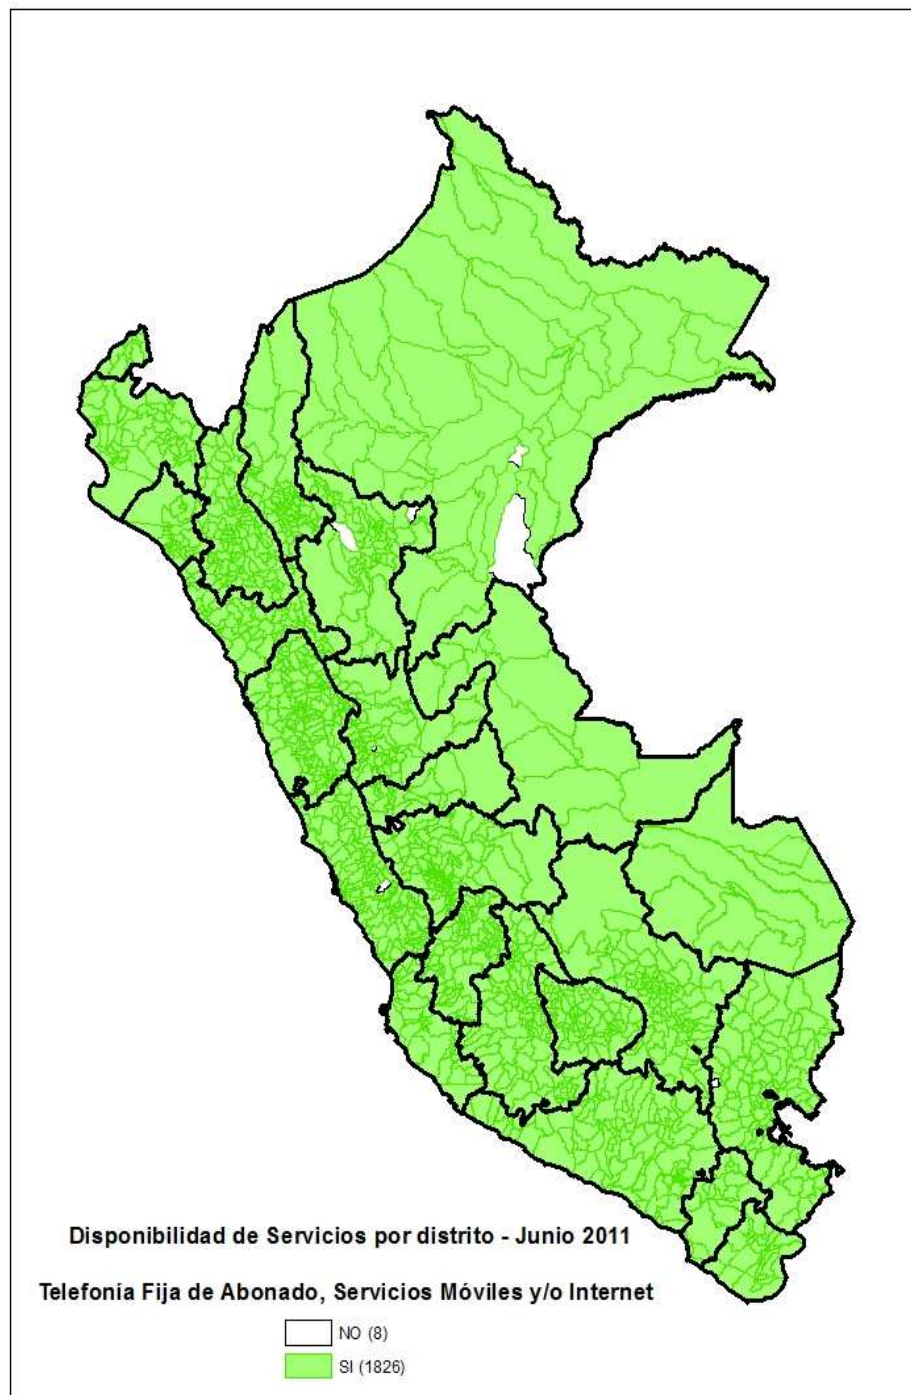 Disponibilidad de Servicios por distrito - Junio 2011
Telefonía Fija de Abonado, Servicios Móviles y/o Internet
NO (8)
SI (1826)